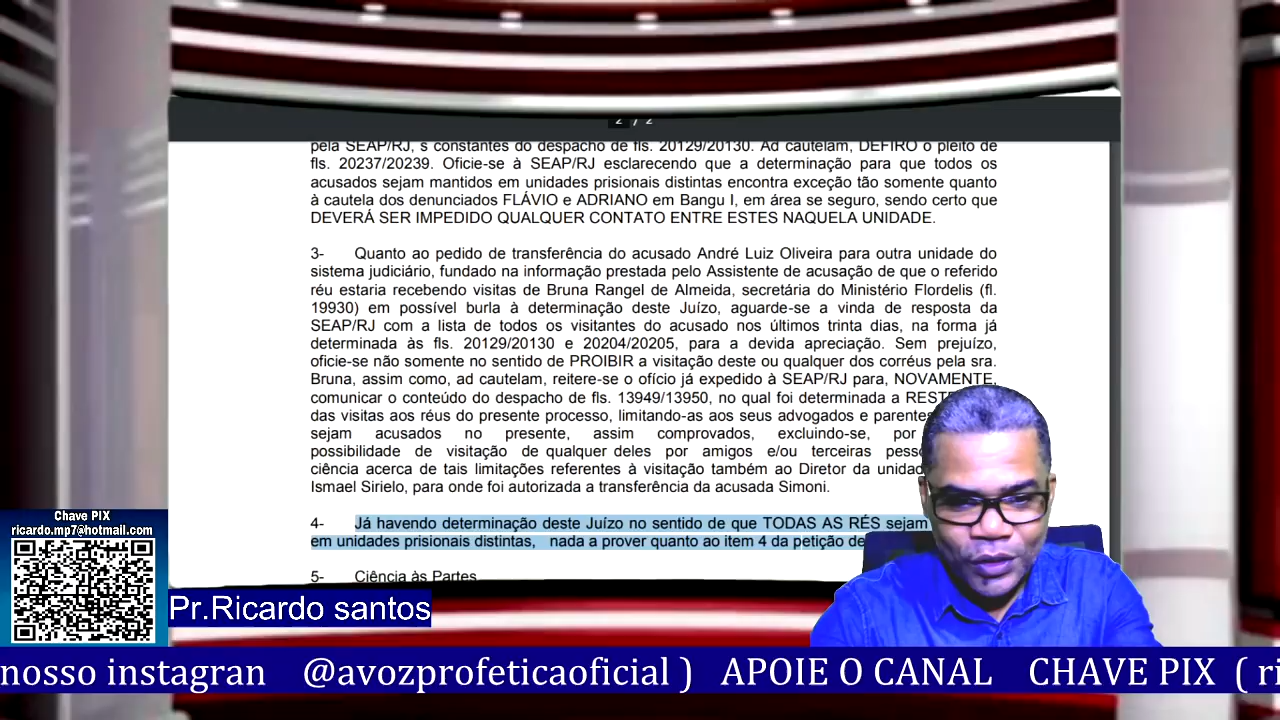 2 / 2
pela SEAP/RJ, s constantes do despacho de fls. 20129/20130. Ad cautelam, DEFIRO o pleito de
fls. 20237/20239. Oficie-se à SEAP/RJ esclarecendo que a determinação para que todos os
acusados sejam mantidos em unidades prisionais distintas encontra exceção tão somente quanto
à cautela dos denunciados FLÁVIO e ADRIANO em Bangu I, em área se seguro, sendo certo que
DEVERÁ SER IMPEDIDO QUALQUER CONTATO ENTRE ESTES NAQUELA UNIDADE.
3- Quanto ao pedido de transferência do acusado André Luiz Oliveira para outra unidade do
sistema judiciário, fundado na informação prestada pelo Assistente de acusação de que o referido
réu estaria recebendo visitas de Bruna Rangel de Almeida, secretária do Ministério Flordelis (fl.
19930) em possível burla à determinação deste Juízo, aguarde-se a vinda de resposta da
SEAP/RJ com a lista de todos os visitantes do acusado nos últimos trinta dias, na forma já
determinada às fls. 20129/20130 e 20204/20205, para a devida apreciação. Sem prejuízo,
oficie-se não somente no sentido de PROIBIR a visitação deste ou qualquer dos corréus pela sra.
Bruna, assim como, ad cautelam, reitere-se o ofício já expedido à SEAP/RJ para, NOVAMENTE,
comunicar o conteúdo do despacho de fls. 13949/13950, no qual foi determinada a REST
das visitas aos réus do presente processo, limitando-as aos seus advogados e parentes
sejam acusados no presente, assim comprovados, excluindo-se, por
possibilidade de visitação de qualquer deles por amigos e/ou terceiras pess
ciência acerca de tais limitações referentes à visitação também ao Diretor da unidad
Ismael Sirielo, para onde foi autorizada a transferência da acusada Simoni.
4- Já havendo determinação deste Juízo no sentido de que TODAS AS RÉS sejam
em unidades prisionais distintas, nada a prover quanto ao item 4 da petição de
5- Ciência às Partes
Chave PIX
ricardo.mp7@hotmail.com
Pr.Ricardo santos
nosso instagran @avozprofeticaoficial ) APOIE O CANAL CHAVE PIX ( ri